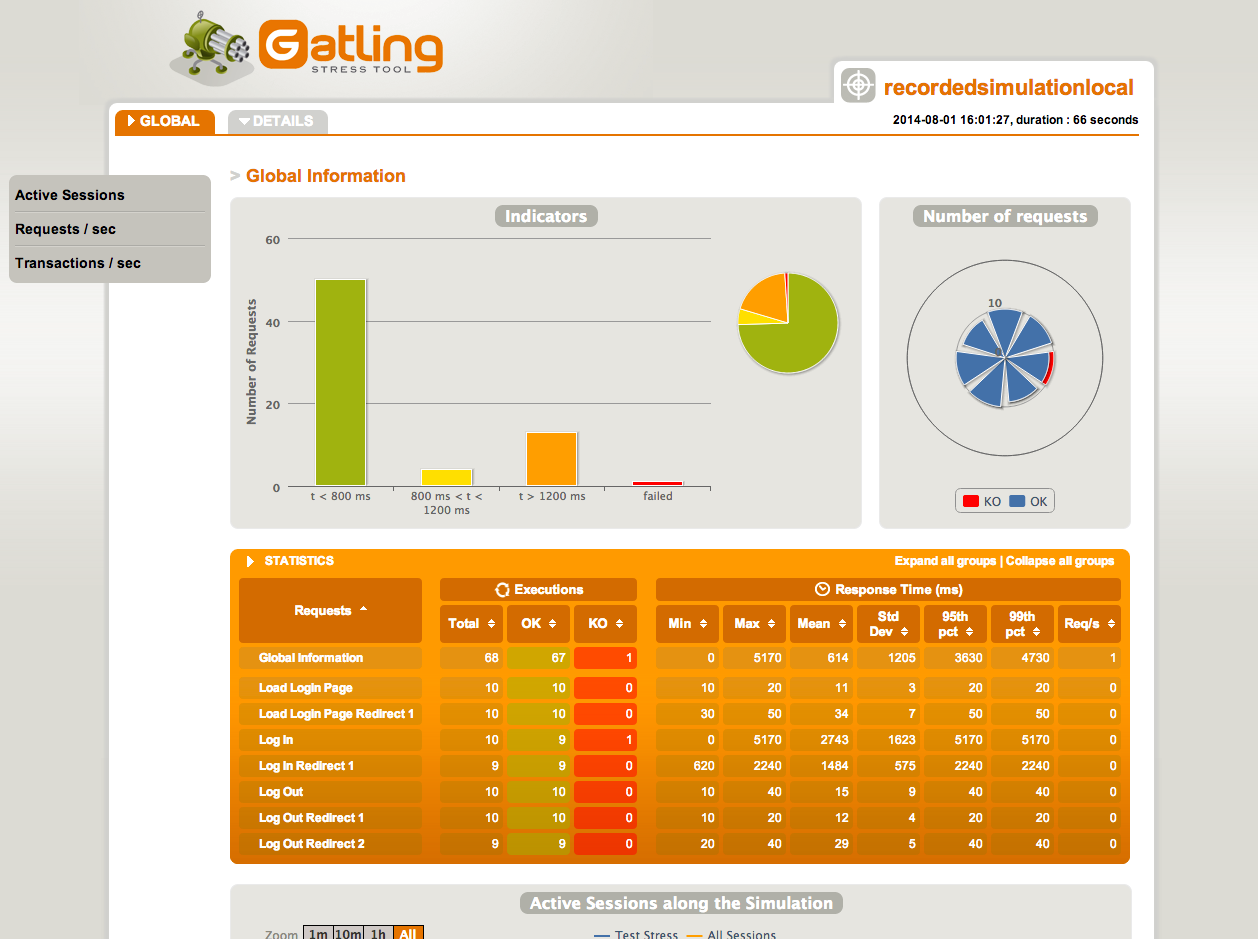 Gatling
STRESS TOOL
recordedsimulationlocal
GLOBAL DETAILS
2014-08-01 16:01:27, duration : 66 seconds
> Global Information
Active Sessions
Requests / sec
Transactions / sec
Indicators
Number of Requests
60
40
20
0
t < 800 ms
800 ms < t <
1200 ms
t > 1200 ms
failed
Number of requests
10
KO OK
STATISTICS
Expand all groups | Collapse all groups
Requests
Executions
Response Time (ms)
Total OK KO Min Max Mean Std Dev 95th pct 99th pct Req/s
Global Information 68 67 1 0 5170 614 1205 3630 4730 1
Load Login Page 10 10 0 10 20 11 3 20 20 0
Load Login Page Redirect 1 10 10 0 30 50 34 7 50 50 0
Log In 10 9 1 0 5170 2743 1623 5170 5170 0
Log In Redirect 1 9 9 0 620 2240 1484 575 2240 2240 0
Log Out 10 10 0 10 40 15 9 40 40 0
Log Out Redirect 1 10 10 0 10 20 12 4 20 20 0
Log Out Redirect 2 9 9 0 20 40 29 5 40 40 0
Active Sessions along the Simulation
Zoom 1m 10m 1h All
Test Stress All Sessions